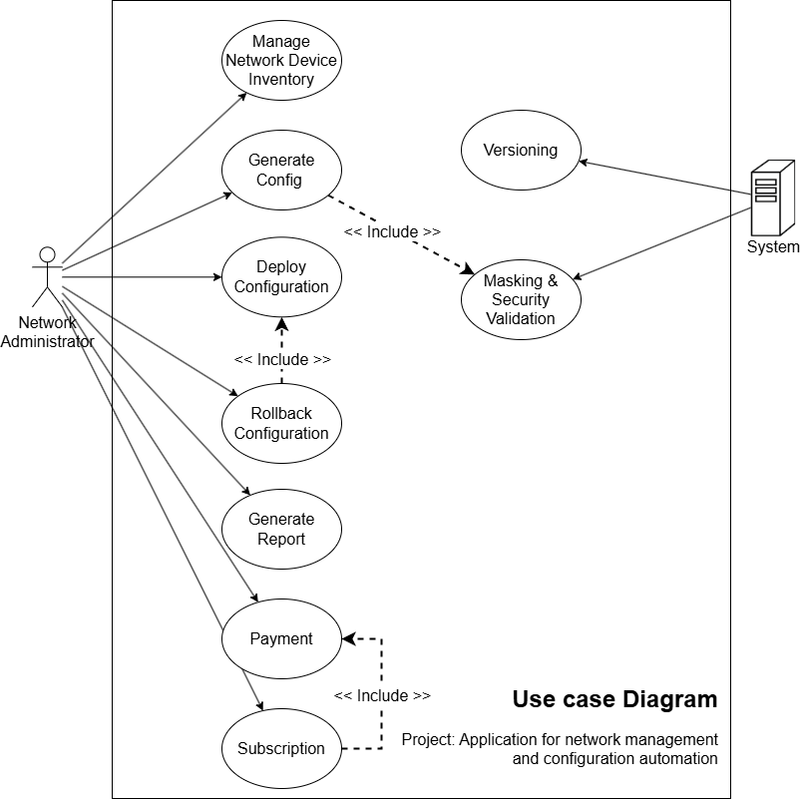 Manage
Network Device
Inventory
Generate
Config
Versioning
<< Include >>
System
Deploy
Configuration
Masking &
Security
Validation
Network
Administrator
<< Include >>
Rollback
Configuration
Generate
Report
Payment
<< Include >>
Subscription
Use case Diagram
Project: Application for network management
and configuration automation